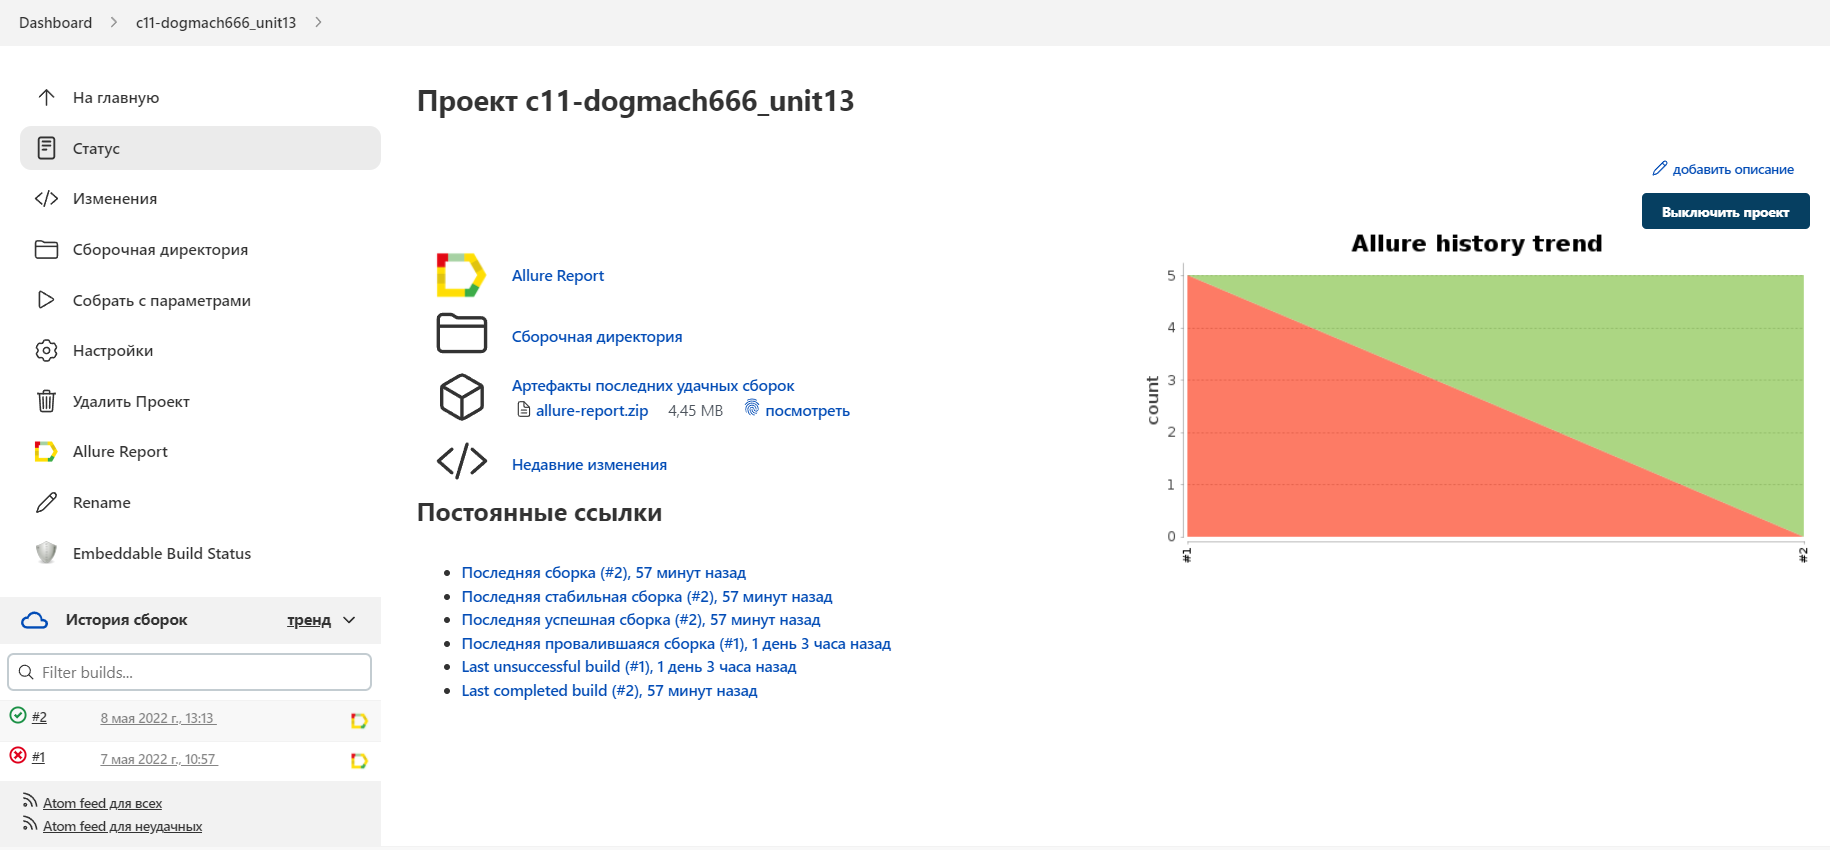 Dashboard
c11-dogmach666_unit13
На главную
Статус
Изменения
Сборочная директория
Собрать с параметрами
Настройки
Удалить Проект
Allure Report
Rename
Embeddable Build Status
История сборок
тренд
Filter builds...
#2
8 мая 2022 г., 13:13
#1
7 мая 2022 г., 10:57
Atom feed для всех
Atom feed для неудачных
Проект c11-dogmach666_unit13
добавить описание
Выключить проект
Allure Report
Сборочная директория
Артефакты последних удачных сборок
allure-report.zip 4,45 MB посмотреть
Недавние изменения
Постоянные ссылки
Последняя сборка (#2), 57 минут назад
Последняя стабильная сборка (#2), 57 минут назад
Последняя успешная сборка (#2), 57 минут назад
Последняя провалившаяся сборка (#1), 1 день 3 часа назад
Last unsuccessful build (#1), 1 день 3 часа назад
Last completed build (#2), 57 минут назад
Allure history trend
count
5
4
3
2
1
0
#1
#2